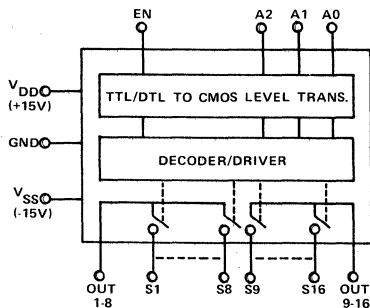 EN A2 A1 A0
VDD
(+15V)
TTL/DTL TO CMOS LEVEL TRANS.
GND
DECODER/DRIVER
VSS
(-15V)
OUT
1-8
S1 S8 S9 S16
OUT
9-16